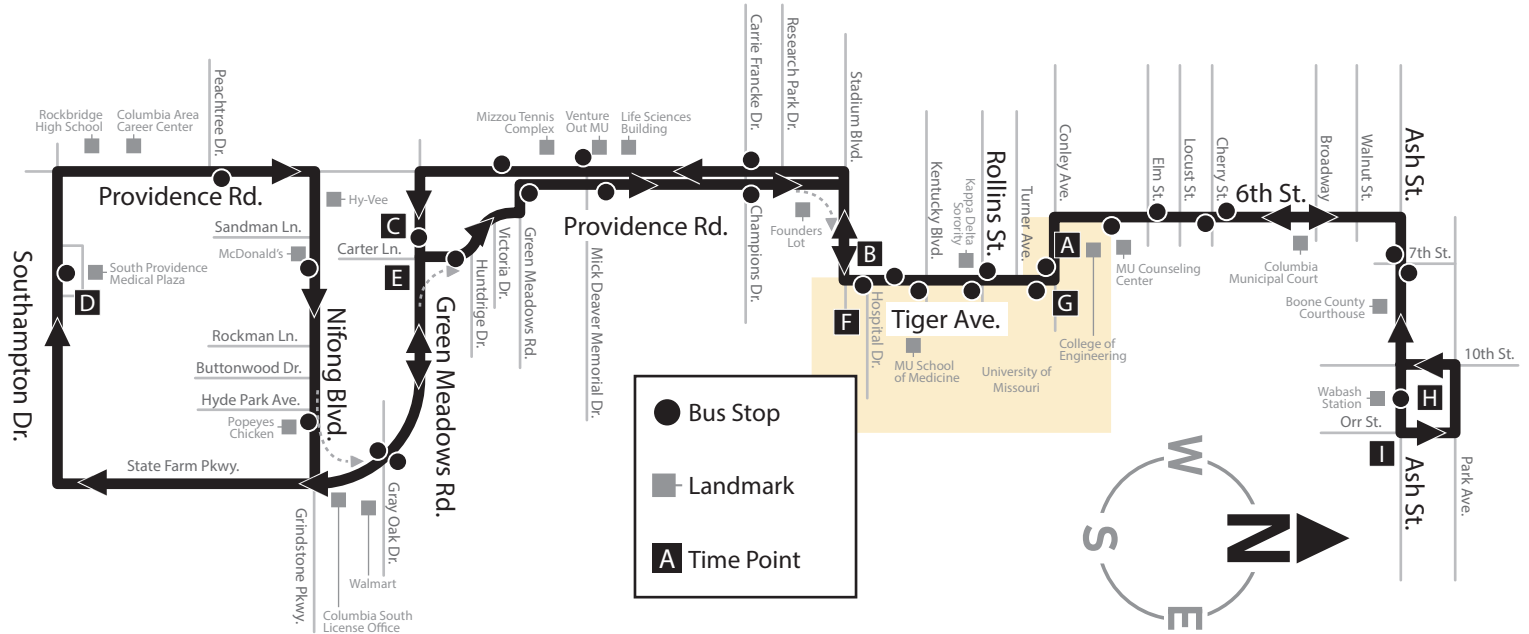 Rockbridge
High School
Columbia Area
Career Center
Peachtree Dr.
Mizzou Tennis
Complex
Venture
Out MU
Life Sciences
Building
Carrie Francke Dr.
Research Park Dr.
Stadium Blvd.
Kentucky Blvd.
Kappa Delta
Sorority
Rollins St.
Turner Ave.
Conley Ave.
Elm St.
Locust St.
Cherry St.
6th St.
Broadway
Walnut St.
Ash St.
Providence Rd.
Hy-Vee
Sandman Ln.
McDonald's
C
Carter Ln.
E
Victoria Dr.
Huntdrige Dr.
Green Meadows Rd.
Providence Rd.
Mick Deaver Memorial Dr.
Champions Dr.
Founders
Lot
B
F
Hospital Dr.
Tiger Ave.
MU School
of Medicine
University of
Missouri
A
G
College of
Engineering
MU Counseling
Center
Columbia
Municipal Court
7th St.
Boone County
Courthouse
10th St.
Wabash
Station
H
Orr St.
I
Ash St.
Park Ave.
Southampton Dr.
South Providence
Medical Plaza
D
Rockman Ln.
Buttonwood Dr.
Hyde Park Ave.
Popeyes
Chicken
Nifong Blvd.
Green Meadows Rd.
State Farm Pkwy.
Grindstone Pkwy.
Gray Oak Dr.
Walmart
Columbia South
License Office
Bus Stop
Landmark
A Time Point
W
S
N
E